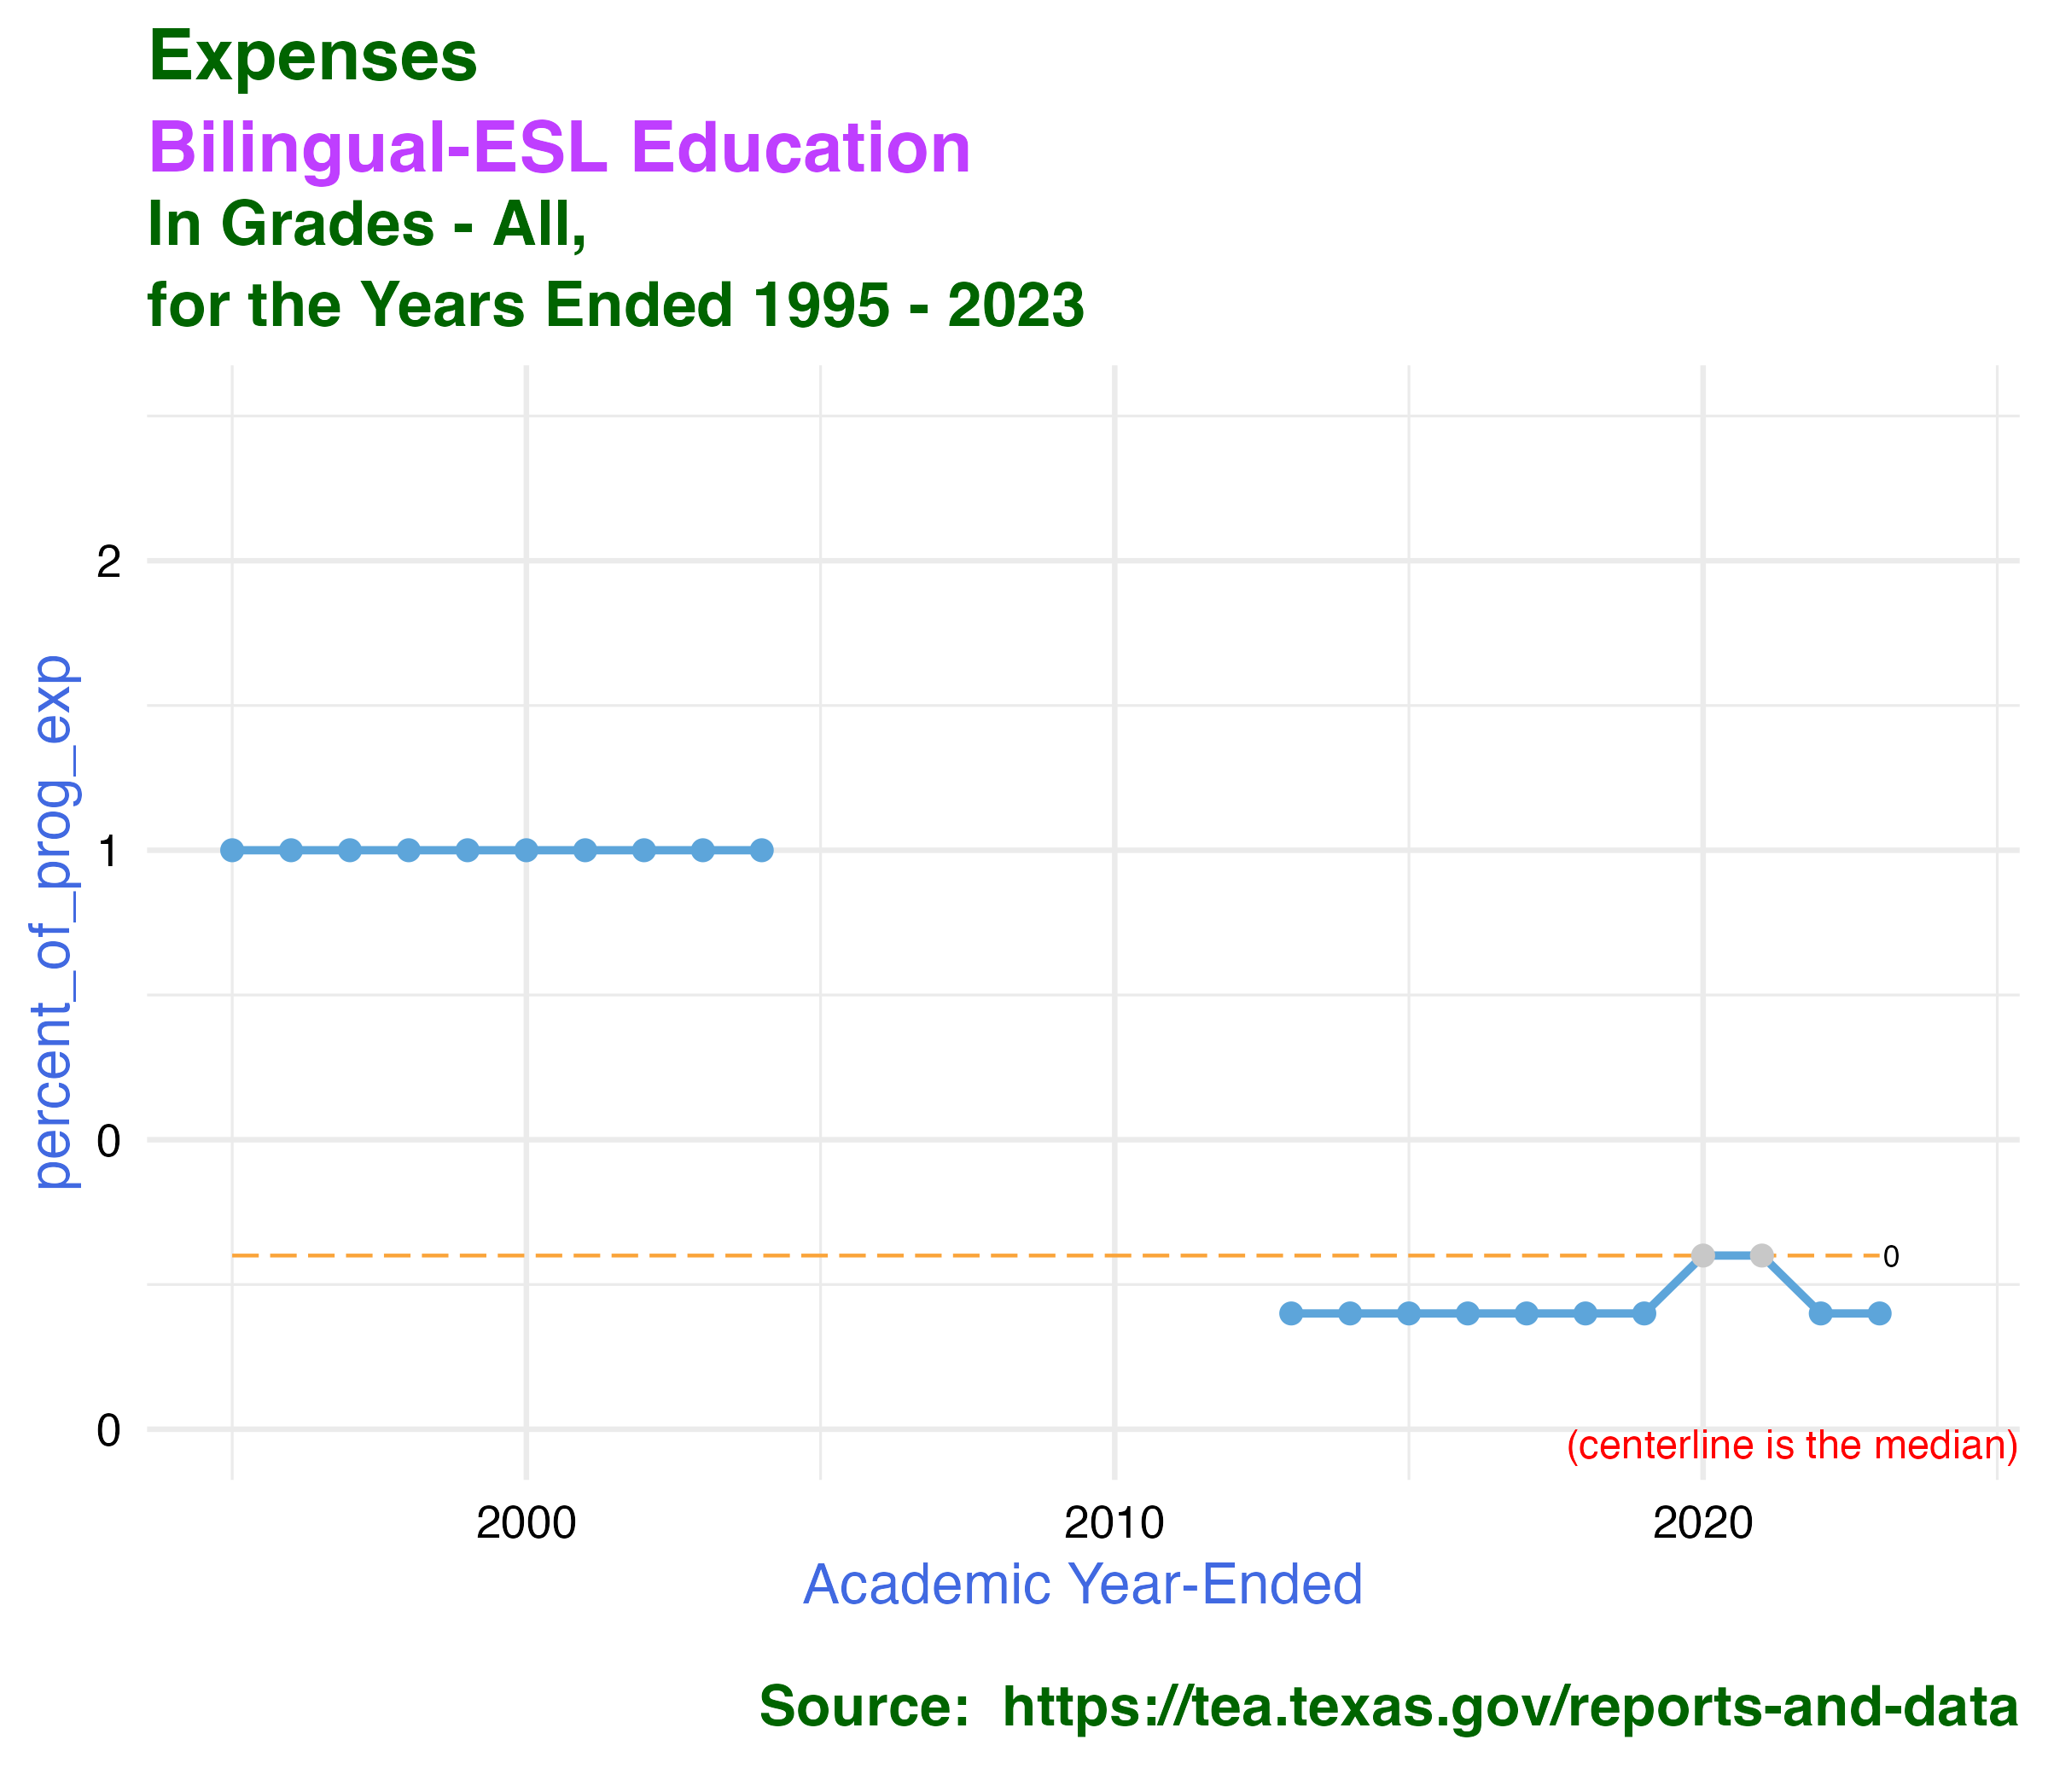 Expenses
Bilingual-ESL Education
In Grades - All,
for the Years Ended 1995 - 2023
percent_of_prog_exp
2
1
0
0
0
(centerline is the median)
2000
2010
2020
Academic Year-Ended
Source:  https://tea.texas.gov/reports-and-data